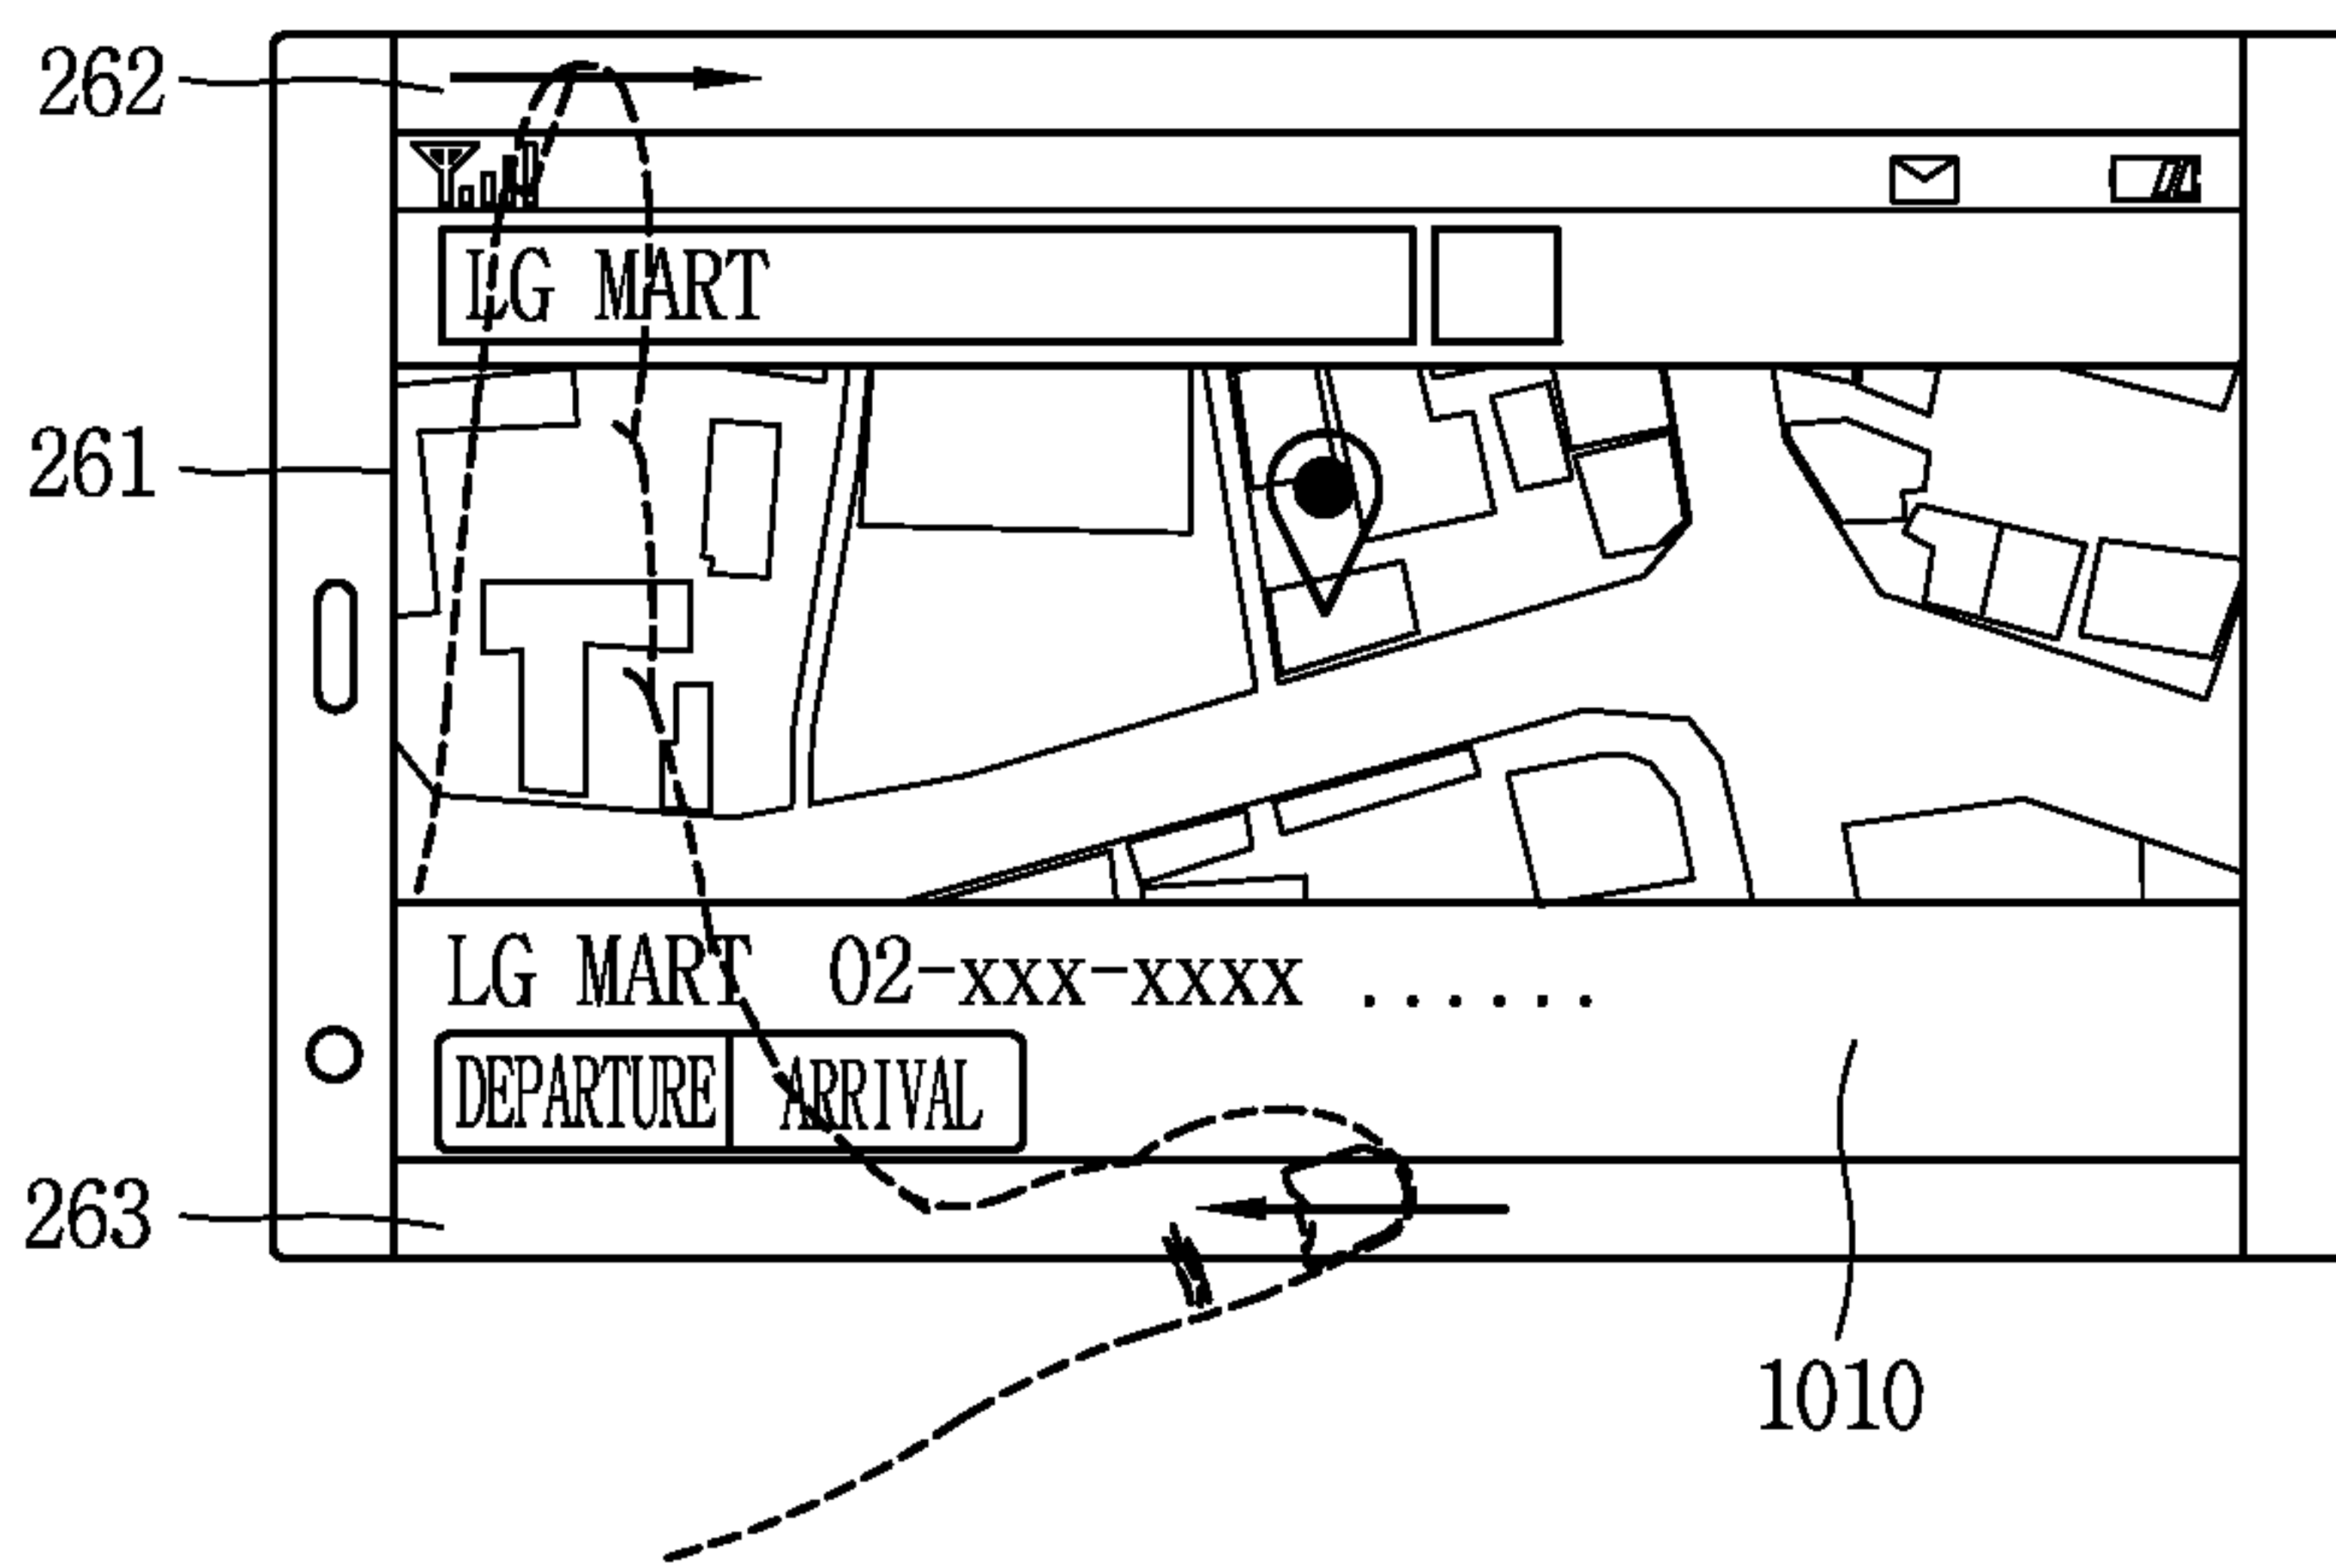 262
LG MART
261
LG MART 02-xxx-xxxx ......
DEPARTURE ARRIVAL
263
1010